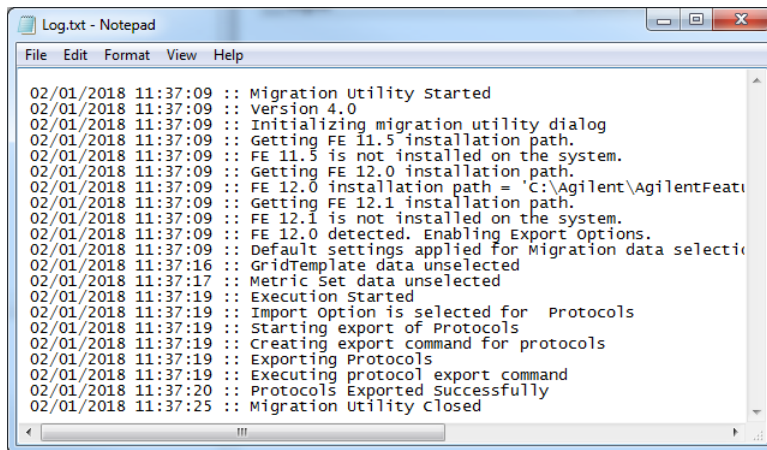 Log.txt - Notepad
File Edit Format View Help
02/01/2018 11:37:09 :: Migration Utility Started
02/01/2018 11:37:09 :: Version 4.0
02/01/2018 11:37:09 :: Initializing migration utility dialog
02/01/2018 11:37:09 :: Getting FE 11.5 installation path.
02/01/2018 11:37:09 :: FE 11.5 is not installed on the system.
02/01/2018 11:37:09 :: Getting FE 12.0 installation path.
02/01/2018 11:37:09 :: FE 12.0 installation path = 'C:\Agilent\AgilentFeatu
02/01/2018 11:37:09 :: Getting FE 12.1 installation path.
02/01/2018 11:37:09 :: FE 12.1 is not installed on the system.
02/01/2018 11:37:09 :: FE 12.0 detected. Enabling Export Options.
02/01/2018 11:37:09 :: Default settings applied for Migration data selectio
02/01/2018 11:37:16 :: GridTemplate data unselected
02/01/2018 11:37:17 :: Metric Set data unselected
02/01/2018 11:37:19 :: Execution Started
02/01/2018 11:37:19 :: Import Option is selected for  Protocols
02/01/2018 11:37:19 :: Starting export of Protocols
02/01/2018 11:37:19 :: Creating export command for protocols
02/01/2018 11:37:19 :: Exporting Protocols
02/01/2018 11:37:19 :: Executing protocol export command
02/01/2018 11:37:20 :: Protocols Exported Successfully
02/01/2018 11:37:25 :: Migration Utility Closed